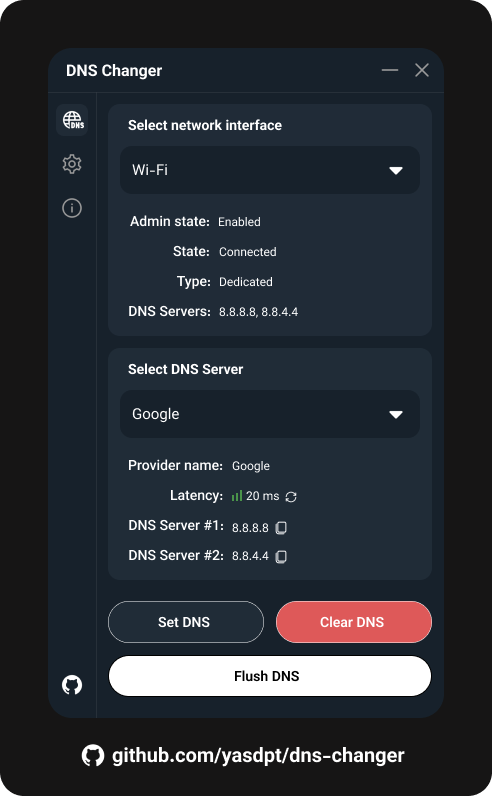 DNS Changer
DNS
Select network interface
Wi-Fi
Admin state: Enabled
State: Connected
Type: Dedicated
DNS Servers: 8.8.8.8, 8.8.4.4
Select DNS Server
Google
Provider name: Google
Latency: 20 ms
DNS Server #1: 8.8.8.8
DNS Server #2: 8.8.4.4
Set DNS Clear DNS
Flush DNS
github.com/yasdpt/dns-changer